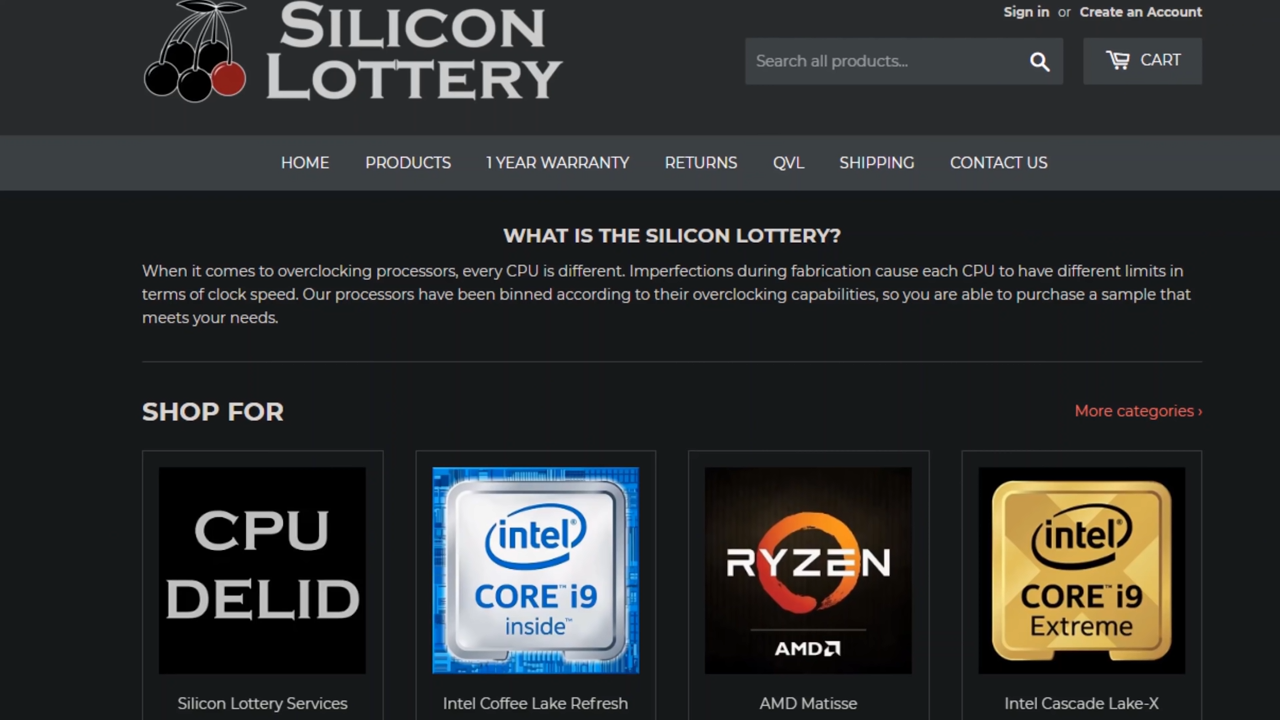 SILICON
LOTTERY
Sign in or Create an Account
Search all products...
CART
HOME PRODUCTS 1 YEAR WARRANTY RETURNS QVL SHIPPING CONTACT US
WHAT IS THE SILICON LOTTERY?
When it comes to overclocking processors, every CPU is different. Imperfections during fabrication cause each CPU to have different limits in
terms of clock speed. Our processors have been binned according to their overclocking capabilities, so you are able to purchase a sample that
meets your needs.
SHOP FOR
More categories ›
CPU
DELID
Silicon Lottery Services
intel®
CORE™ i9
inside™
Intel Coffee Lake Refresh
RYZEN
AMD
AMD Matisse
intel®
CORE™ i9
Extreme
Intel Cascade Lake-X